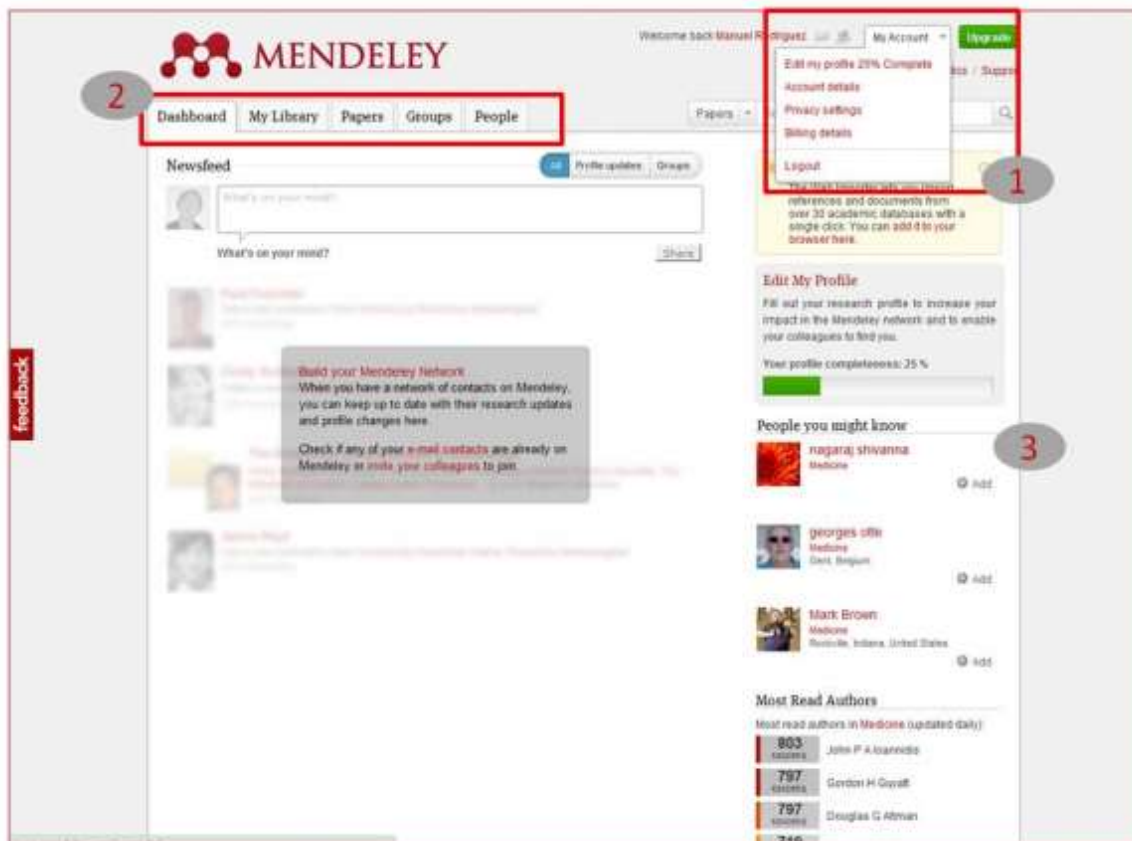 MENDELEY
Welcome back Manuel Rodriguez
My Account
Upgrade
Edit my profile 25% Complete
Account details
Privacy settings
Billing details
Logout
1
2
Dashboard My Library Papers Groups People
Papers
Newsfeed
All Profile updates Groups
What's on your mind?
What's on your mind?
Share
references and documents from
over 30 academic databases with a
single click. You can add it to your
browser here.
Edit My Profile
Fill out your research profile to increase your
impact in the Mendeley network and to enable
your colleagues to find you.
Your profile completeness: 25 %
feedback
Build your Mendeley Network
When you have a network of contacts on Mendeley,
you can keep up to date with their research updates
and profile changes here.
Check if any of your e-mail contacts are already on
Mendeley or invite your colleagues to join.
People you might know
3
nagaraj shivanna
Medicine
Add
georges otte
Medicine
Gent, Belgium
Add
Mark Brown
Medicine
Rockville, Indiana, United States
Add
Most Read Authors
Most read authors in Medicine (updated daily)
803
John P A Ioannidis
797
Gordon H Guyatt
797
Douglas G Altman